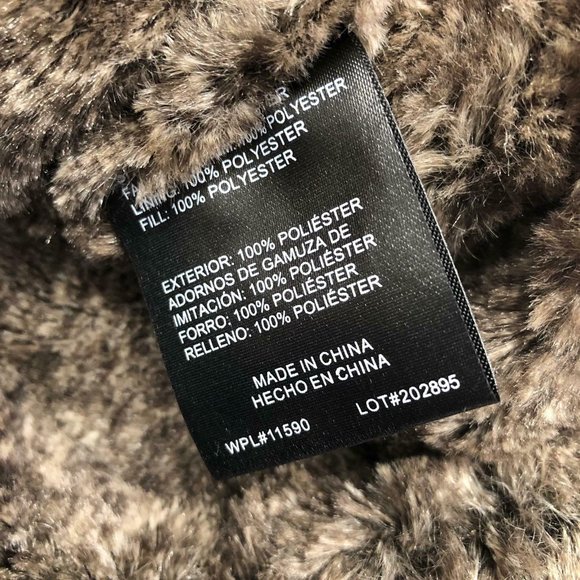 100% POLYESTER
LINING: 100% POLYESTER
FILL: 100% POLYESTER
EXTERIOR: 100% POLIÉSTER
ADORNOS DE GAMUZA DE
IMITACIÓN: 100% POLIÉSTER
FORRO: 100% POLIÉSTER
RELLENO: 100% POLIÉSTER
MADE IN CHINA
HECHO EN CHINA
WPL#11590 LOT#202895